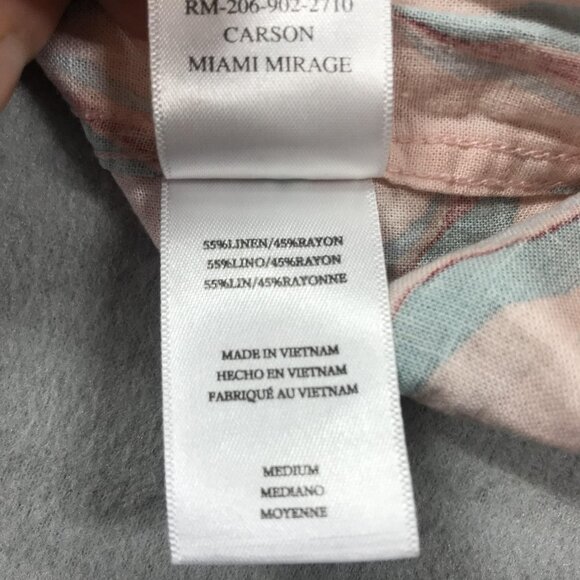 RM-206-902-2710
CARSON
MIAMI MIRAGE
55%LINEN/45%RAYON
55%LINO/45%RAYON
55%LIN/45%RAYONNE
MADE IN VIETNAM
HECHO EN VIETNAM
FABRIQUÉ AU VIETNAM
MEDIUM
MEDIANO
MOYENNE